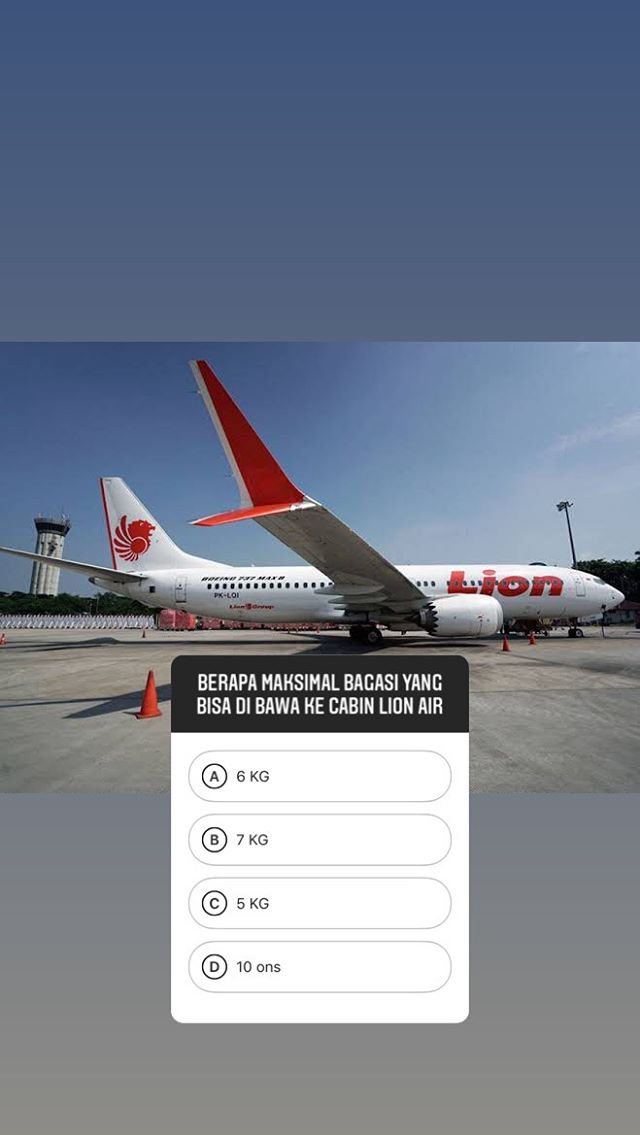 BOEING 737 MAX 8
Lion
PK-LQI
Lion Group
BERAPA MAKSIMAL BAGASI YANG
BISA DI BAWA KE CABIN LION AIR
A 6 KG
B 7 KG
C 5 KG
D 10 ons